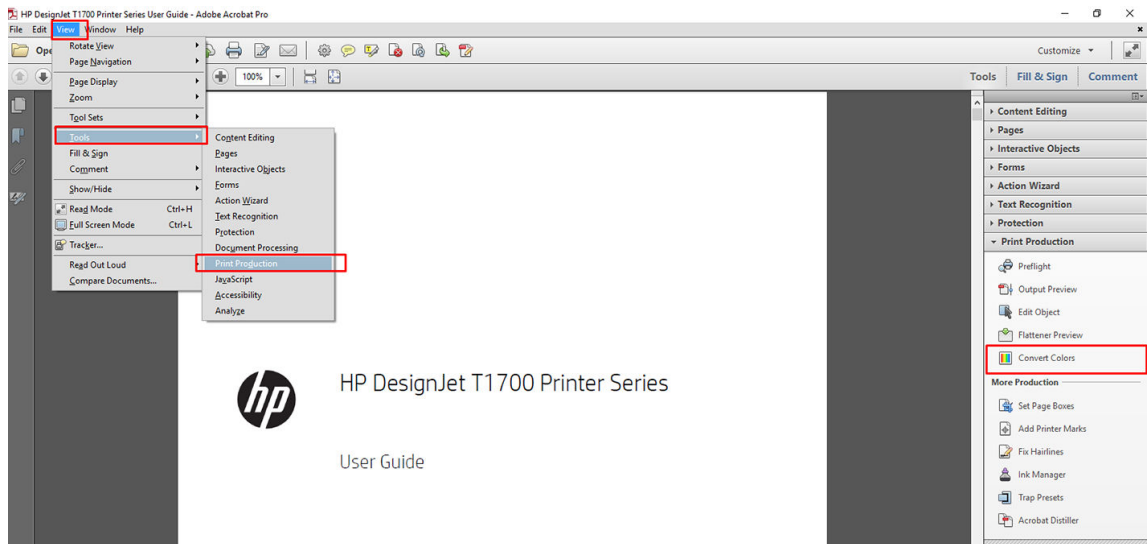 HP DesignJet T1700 Printer Series User Guide - Adobe Acrobat Pro
File Edit View Window Help
Ope
Customize
100%
Tools Fill & Sign Comment
Rotate View
Page Navigation
Page Display
Zoom
Tool Sets
Tools
Fill & Sign
Comment
Show/Hide
Read Mode Ctrl+H
Full Screen Mode Ctrl+L
Tracker...
Read Out Loud
Compare Documents...
Content Editing
Pages
Interactive Objects
Forms
Action Wizard
Text Recognition
Protection
Document Processing
Print Production
JavaScript
Accessibility
Analyze
hp
HP DesignJet T1700 Printer Series
User Guide
Content Editing
Pages
Interactive Objects
Forms
Action Wizard
Text Recognition
Protection
Print Production
Preflight
Output Preview
Edit Object
Flattener Preview
Convert Colors
More Production
Set Page Boxes
Add Printer Marks
Fix Hairlines
Ink Manager
Trap Presets
Acrobat Distiller